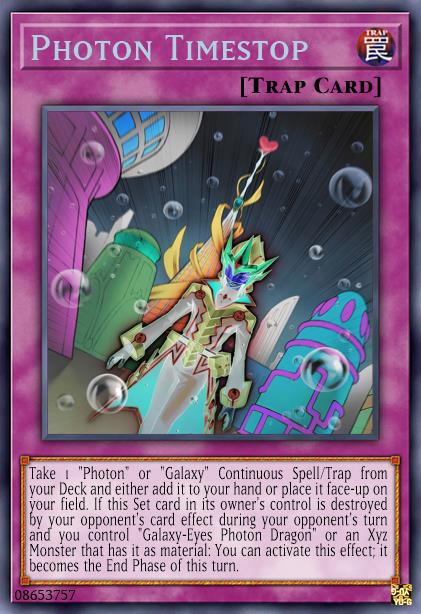 Photon Timestop
TRAP
罠
[Trap Card]
Take 1 "Photon" or "Galaxy" Continuous Spell/Trap from
your Deck and either add it to your hand or place it face-up on
your field. If this Set card in its owner's control is destroyed
by your opponent's card effect during your opponent's turn
and you control "Galaxy-Eyes Photon Dragon" or an Xyz
Monster that has it as material: You can activate this effect; it
becomes the End Phase of this turn.
08653757